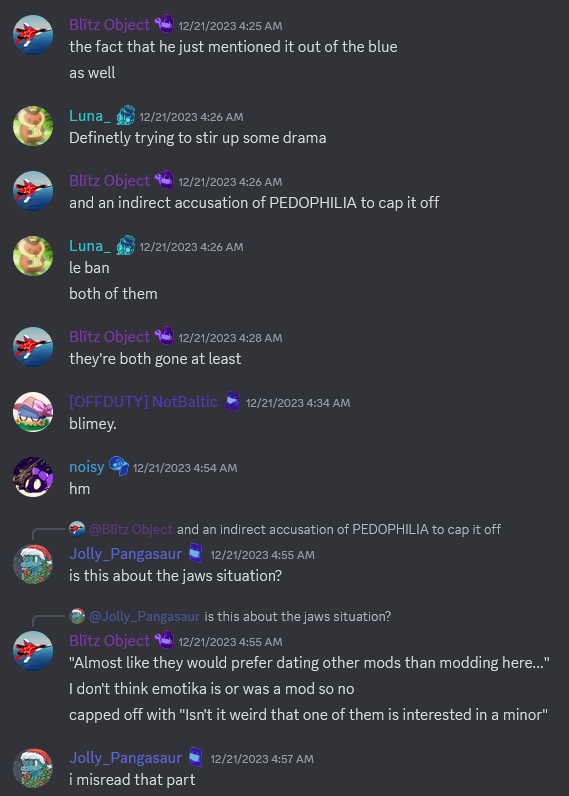 Blītz Object 12/21/2023 4:25 AM
the fact that he just mentioned it out of the blue
as well
Luna_ 12/21/2023 4:26 AM
Definetly trying to stir up some drama
Blītz Object 12/21/2023 4:26 AM
and an indirect accusation of PEDOPHILIA to cap it off
Luna_ 12/21/2023 4:26 AM
le ban
both of them
Blītz Object 12/21/2023 4:28 AM
they're both gone at least
[OFFDUTY] NotBaltic 12/21/2023 4:34 AM
blimey.
noisy 12/21/2023 4:54 AM
hm
@Blītz Object and an indirect accusation of PEDOPHILIA to cap it off
Jolly_Pangasaur 12/21/2023 4:55 AM
is this about the jaws situation?
@Jolly_Pangasaur is this about the jaws situation?
Blītz Object 12/21/2023 4:55 AM
"Almost like they would prefer dating other mods than modding here..."
I don't think emotika is or was a mod so no
capped off with "Isn't it weird that one of them is interested in a minor"
Jolly_Pangasaur 12/21/2023 4:57 AM
i misread that part